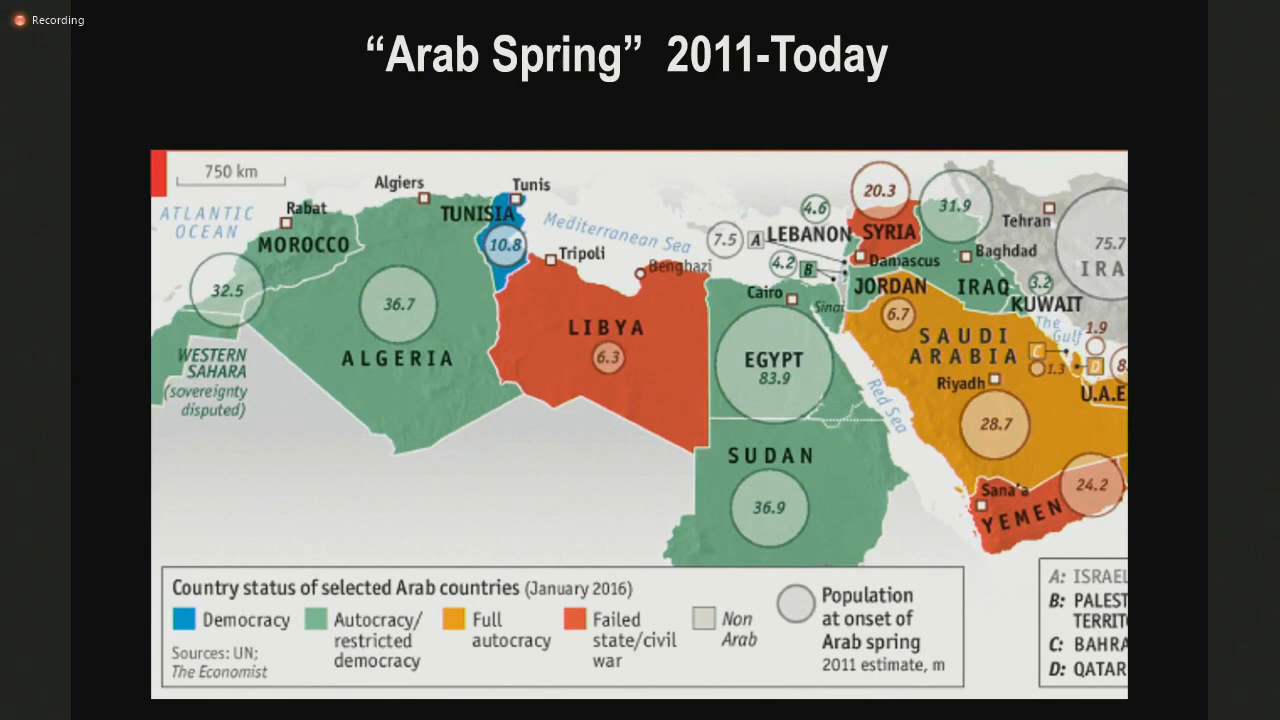 Recording
“Arab Spring” 2011-Today
750 km
Algiers
Tunis
ATLANTIC
OCEAN
Rabat
TUNISIA
MOROCCO
Mediterranean Sea
10.8
Tripoli
Benghazi
32.5
36.7
ALGERIA
LIBYA
6.3
WESTERN
SAHARA
(sovereignty
disputed)
20.3
4.6
31.9
Tehran
7.5
A
LEBANON
SYRIA
75.7
4.2
B
Damascus
Baghdad
IRA
Cairo
Sinai
JORDAN
IRAQ
3.2
KUWAIT
6.7
The
Gulf
1.9
SAUDI
ARABIA
C
1.3
D
8
EGYPT
83.9
Riyadh
U.A.E
Red Sea
28.7
SUDAN
36.9
Sana'a
24.2
YEMEN
Country status of selected Arab countries (January 2016)
Democracy
Autocracy/
restricted
democracy
Full
autocracy
Failed
state/civil
war
Non
Arab
Population
at onset of
Arab spring
2011 estimate, m
Sources: UN;
The Economist
A: ISRAEL
B: PALEST
TERRIT
C: BAHRA
D: QATAR